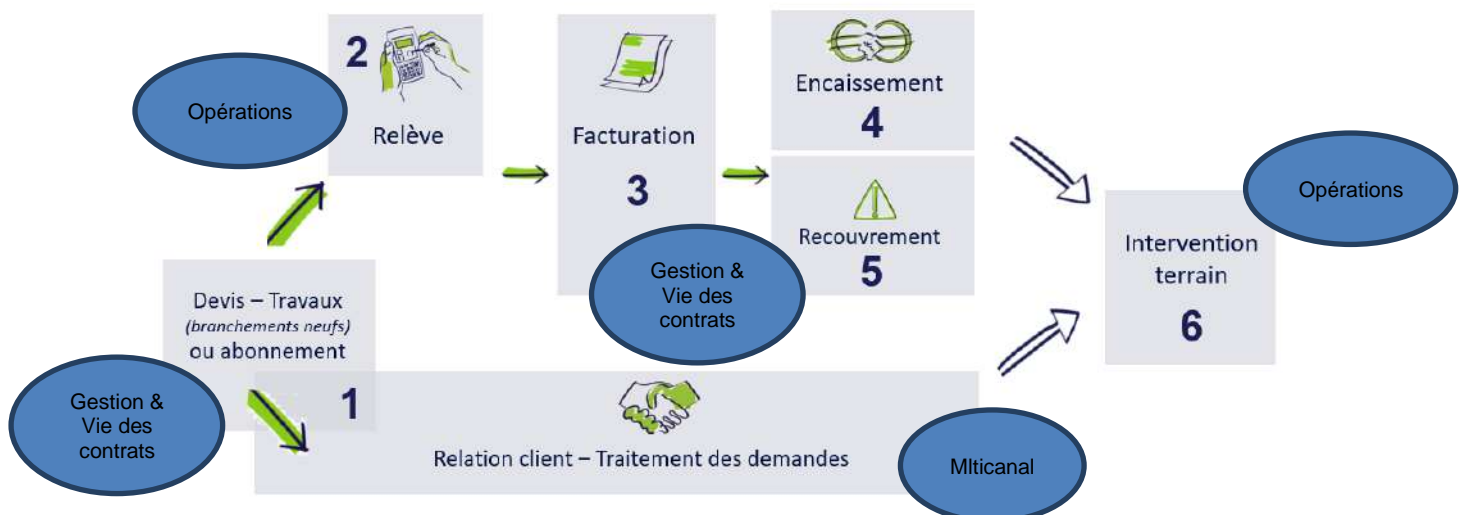 2
Relève
Opérations
Facturation
3
Encaissement
4
Recouvrement
5
Gestion &
Vie des
contrats
Opérations
Intervention
terrain
6
Devis – Travaux
(branchements neufs)
ou abonnement
1
Gestion &
Vie des
contrats
Relation client – Traitement des demandes
MIticanal